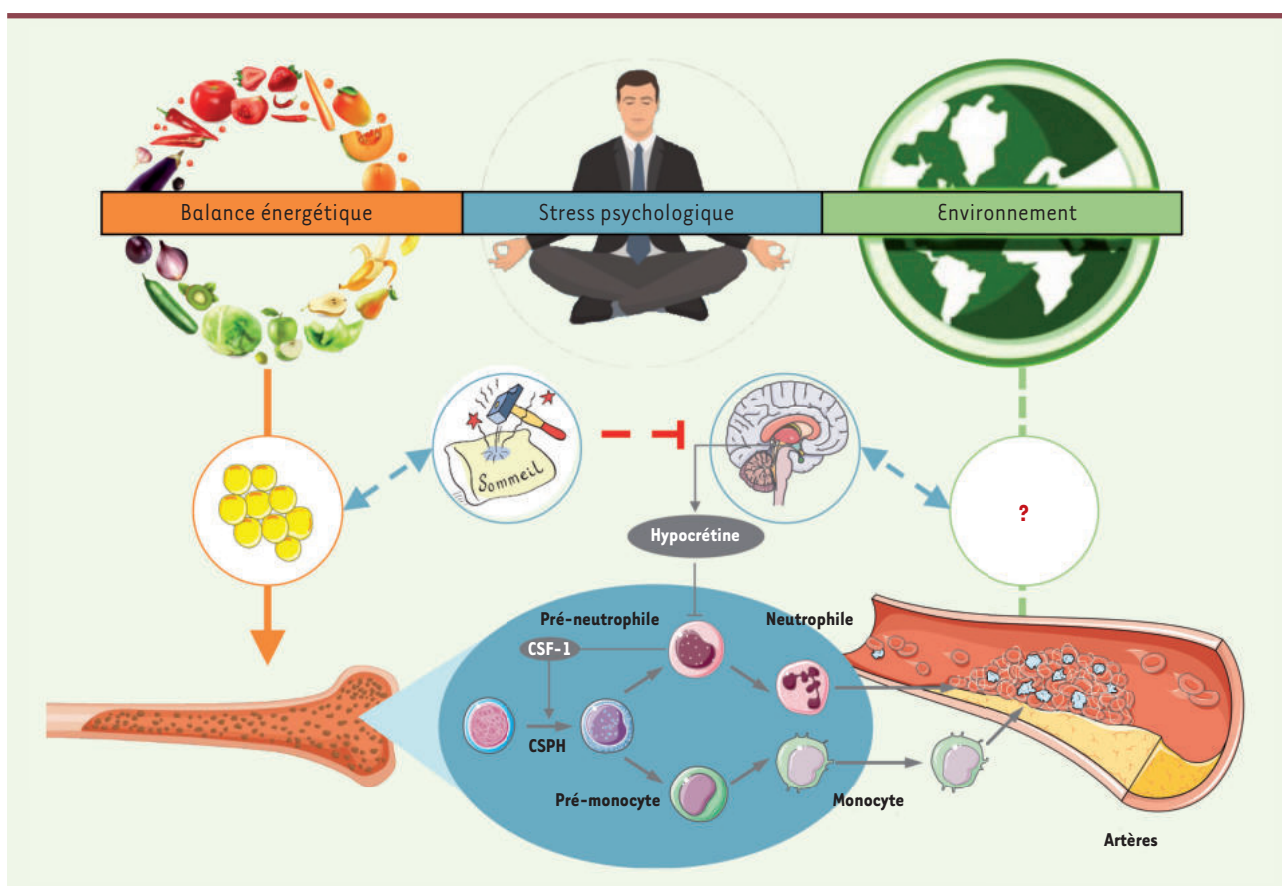 Balance énergétique
Stress psychologique
Environnement
Sommeil
?
Hypocrétine
Pré-neutrophile
Neutrophile
CSF-1
CSPH
Pré-monocyte
Monocyte
Artères